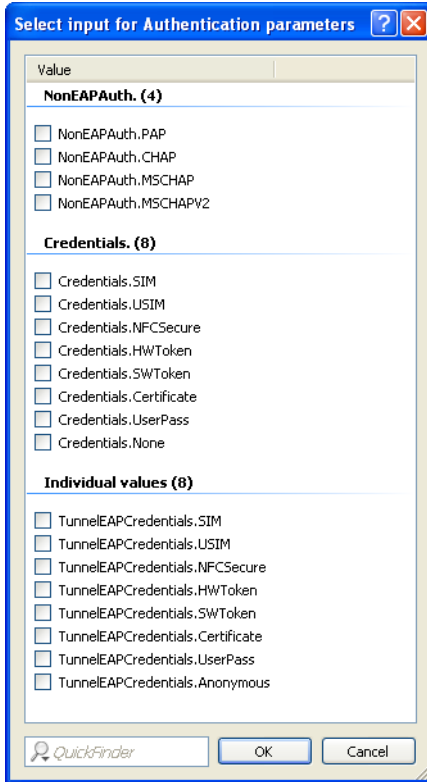 Select input for Authentication parameters
Value
NonEAPAuth. (4)
NonEAPAuth.PAP
NonEAPAuth.CHAP
NonEAPAuth.MSCHAP
NonEAPAuth.MSCHAPV2
Credentials. (8)
Credentials.SIM
Credentials.USIM
Credentials.NFCSecure
Credentials.HWToken
Credentials.SWToken
Credentials.Certificate
Credentials.UserPass
Credentials.None
Individual values (8)
TunnelEAPCredentials.SIM
TunnelEAPCredentials.USIM
TunnelEAPCredentials.NFCSecure
TunnelEAPCredentials.HWToken
TunnelEAPCredentials.SWToken
TunnelEAPCredentials.Certificate
TunnelEAPCredentials.UserPass
TunnelEAPCredentials.Anonymous
QuickFinder OK Cancel